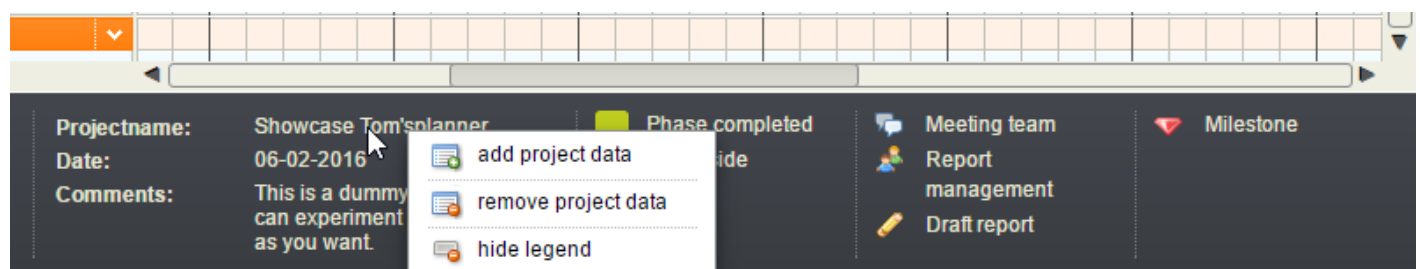 Projectname:
Showcase Tom'splanner
Date:
06-02-2016
Comments:
This is a dummy
can experiment
as you want.
add project data
remove project data
hide legend
Phase completed
ide
Meeting team
Report
management
Draft report
Milestone